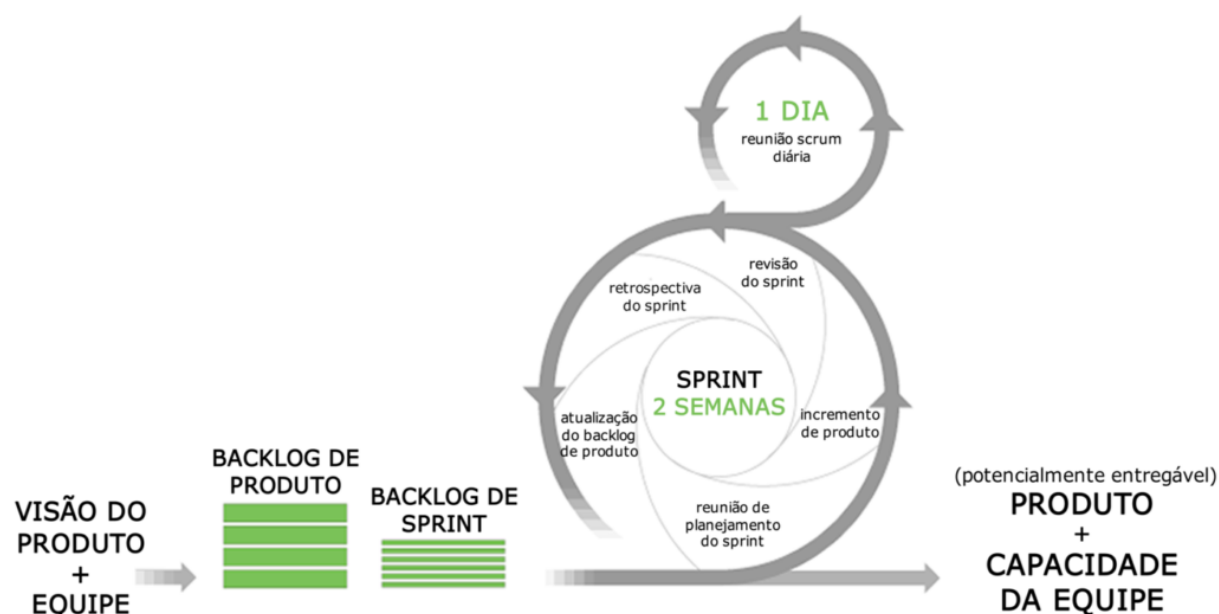 VISÃO DO
PRODUTO
+
EQUIPE
BACKLOG DE
PRODUTO
BACKLOG DE
SPRINT
1 DIA
reunião scrum
diária
revisão
do sprint
retrospectiva
do sprint
SPRINT
2 SEMANAS
atualização
do backlog
de produto
incremento
de produto
reunião de
planejamento
do sprint
(potencialmente entregável)
PRODUTO
+
CAPACIDADE
DA EQUIPE